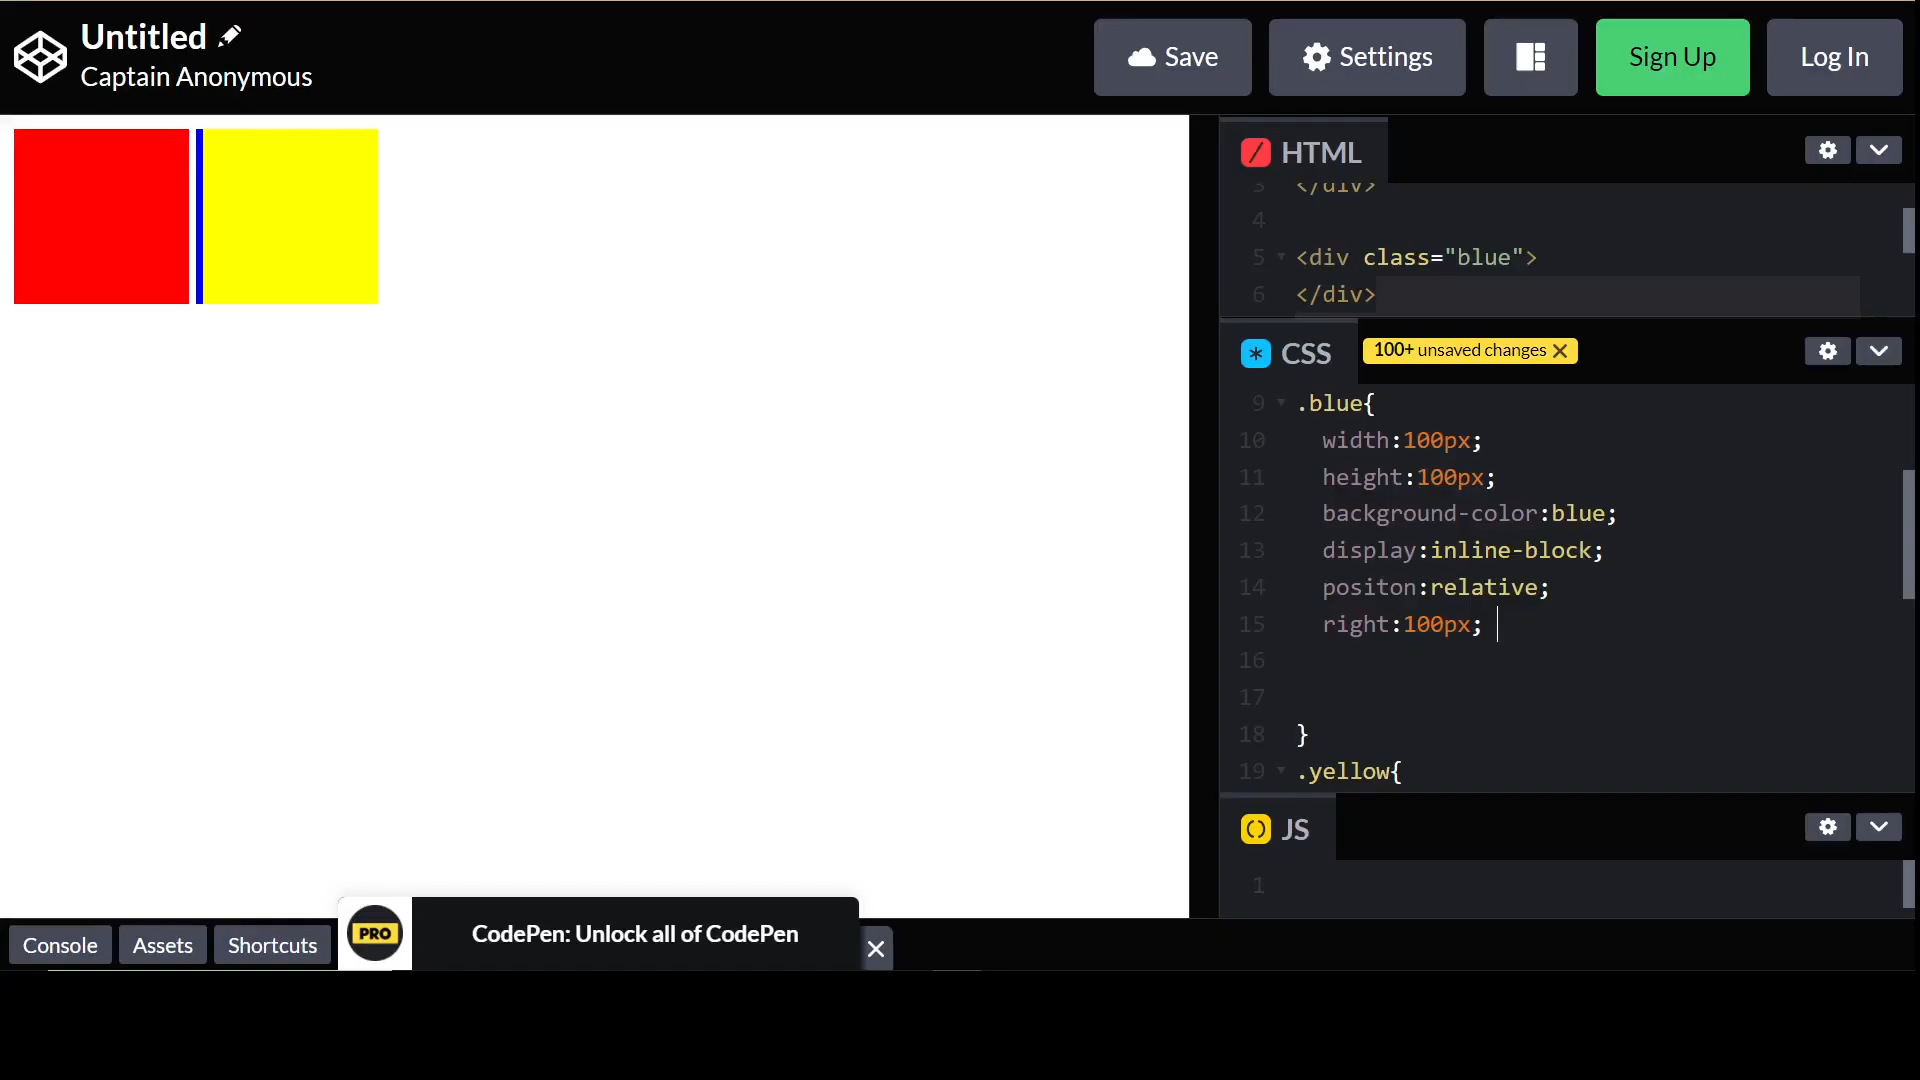 Untitled
Captain Anonymous
Save
Settings
Sign Up
Log In
HTML
3 </div>
4
5 <div class="blue">
6 </div>
CSS
100+ unsaved changes
9 .blue{
10 width:100px;
11 height:100px;
12 background-color:blue;
13 display:inline-block;
14 positon:relative;
15 right:100px;
16
17
18 }
19 .yellow{
JS
1
Console
Assets
Shortcuts
PRO
CodePen: Unlock all of CodePen